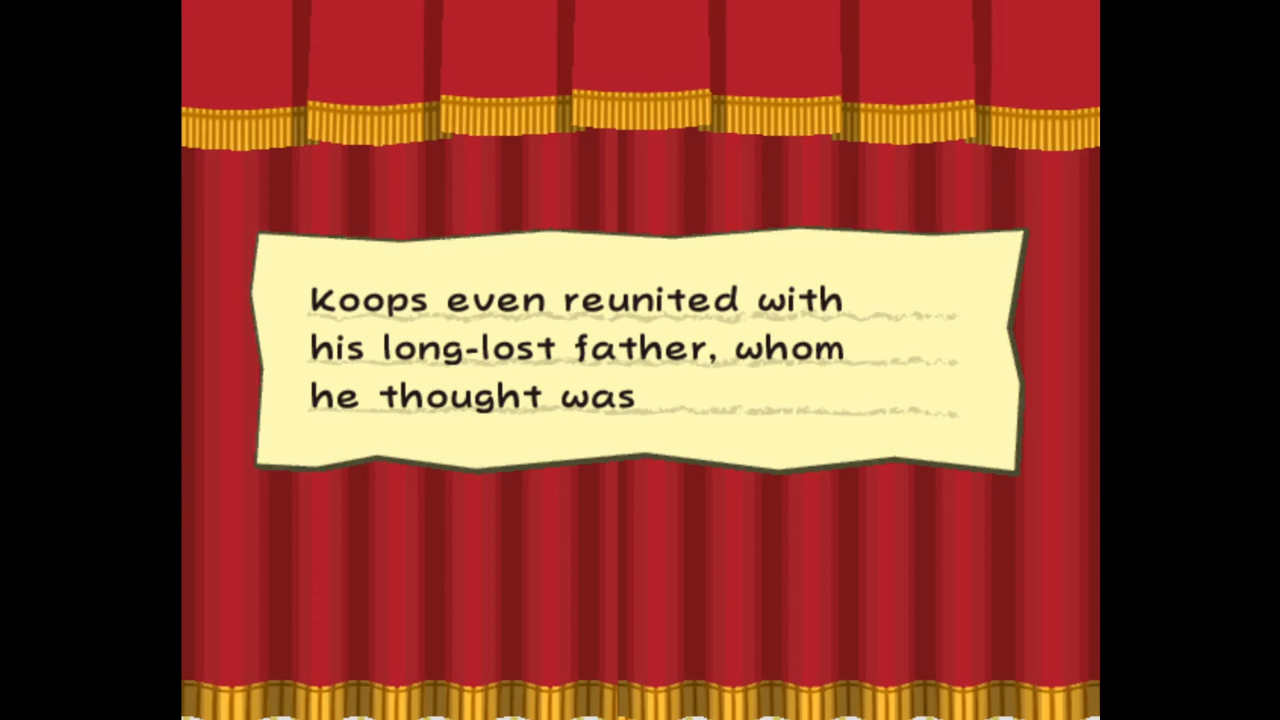 Koops even reunited with
his long-lost father, whom
he thought was